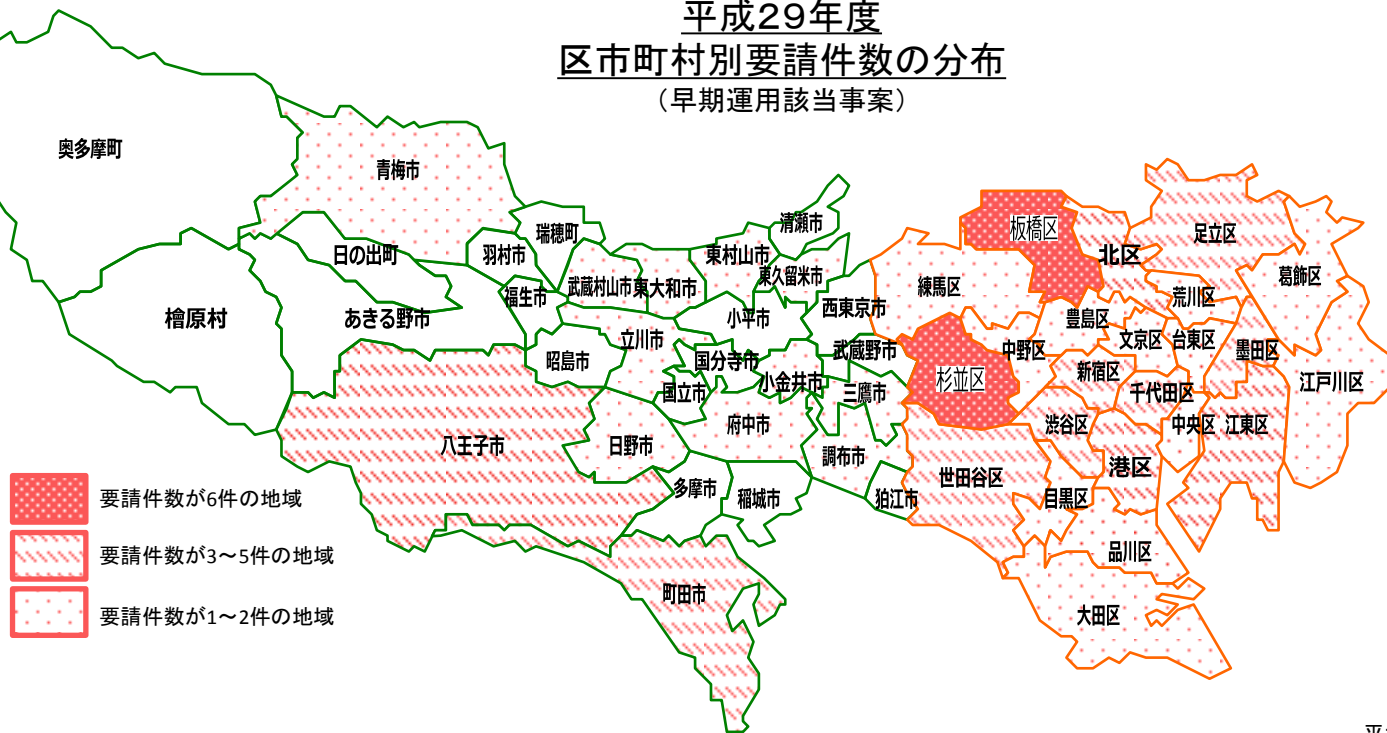 平成29年度
区市町村別要請件数の分布
（早期運用該当事案）
奥多摩町
青梅市
清瀬市
瑞穂町
板橋区
足立区
日の出町
羽村市
東村山市
北区
東久留米市
葛飾区
武蔵村山市
東大和市
練馬区
福生市
荒川区
西東京市
檜原村
あきる野市
小平市
豊島区
立川市
文京区
台東区
武蔵野市
中野区
墨田区
昭島市
国分寺市
新宿区
小金井市
杉並区
江戸川区
国立市
三鷹市
千代田区
府中市
渋谷区
中央区
江東区
八王子市
日野市
調布市
港区
世田谷区
多摩市
稲城市
狛江市
目黒区
要請件数が6件の地域
品川区
要請件数が3～5件の地域
町田市
要請件数が1～2件の地域
大田区